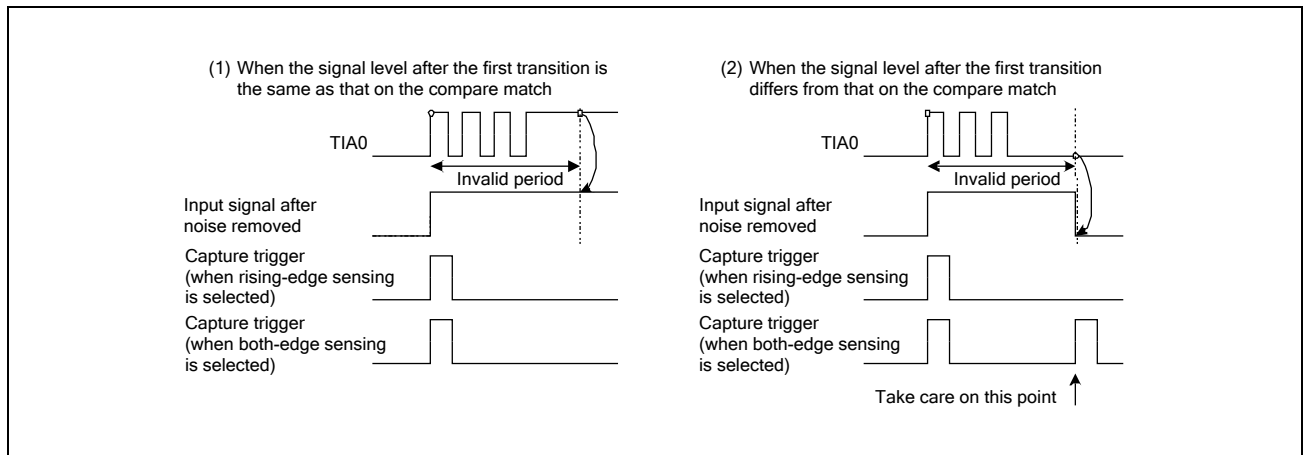 (1) When the signal level after the first transition is
the same as that on the compare match
TIA0
Invalid period
Input signal after
noise removed
Capture trigger
(when rising-edge sensing
is selected)
Capture trigger
(when both-edge sensing
is selected)
(2) When the signal level after the first transition
differs from that on the compare match
TIA0
Invalid period
Input signal after
noise removed
Capture trigger
(when rising-edge sensing
is selected)
Capture trigger
(when both-edge sensing
is selected)
Take care on this point